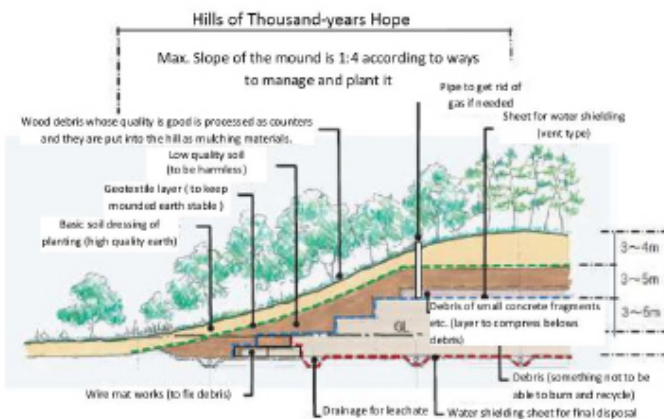 Hills of Thousand-years Hope
Max. Slope of the mound is 1:4 according to ways
to manage and plant it
Pipe to get rid of
gas if needed
Wood debris whose quality is good is processed as counters
and they are put into the hill as mulching materials.
Sheet for water shielding
(vent type)
Low quality soil
(to be harmless)
Geotextile layer ( to keep
mounded earth stable )
Basic soil dressing of
planting (high quality earth)
3～4m
3～5m
3～5m
Debris of small concrete fragments
etc. (layer to compress belows
debris)
GL
Debris (something not to be
able to burn and recycle)
Wire mat works (to fix debris)
Drainage for leachate
Water shielding sheet for final disposal